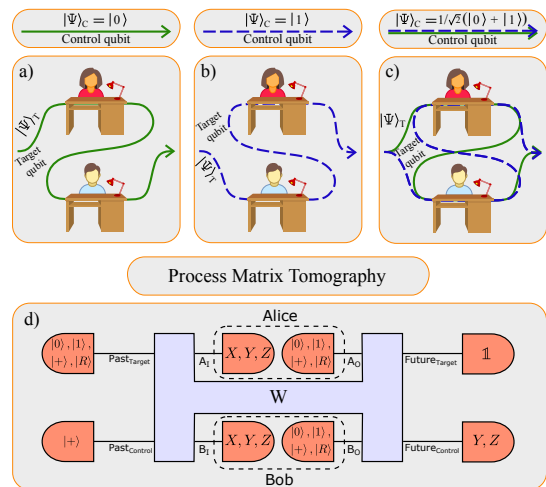 |Ψ⟩C = |0⟩
Control qubit
|Ψ⟩C = |1⟩
Control qubit
|Ψ⟩C =1/√2(|0⟩ + |1⟩)
Control qubit
a)
|Ψ⟩T
Target
qubit
b)
Target
qubit
|Ψ⟩T
c)
|Ψ⟩T
Target
qubit
Process Matrix Tomography
d)
Alice
|0⟩ , |1⟩ ,
|+⟩ , |R⟩
PastTarget
AI
X, Y, Z
|0⟩ , |1⟩ ,
|+⟩ , |R⟩
AO
FutureTarget
𝟙
W
|+⟩
PastControl
BI
X, Y, Z
|0⟩ , |1⟩ ,
|+⟩ , |R⟩
BO
FutureControl
Y, Z
Bob